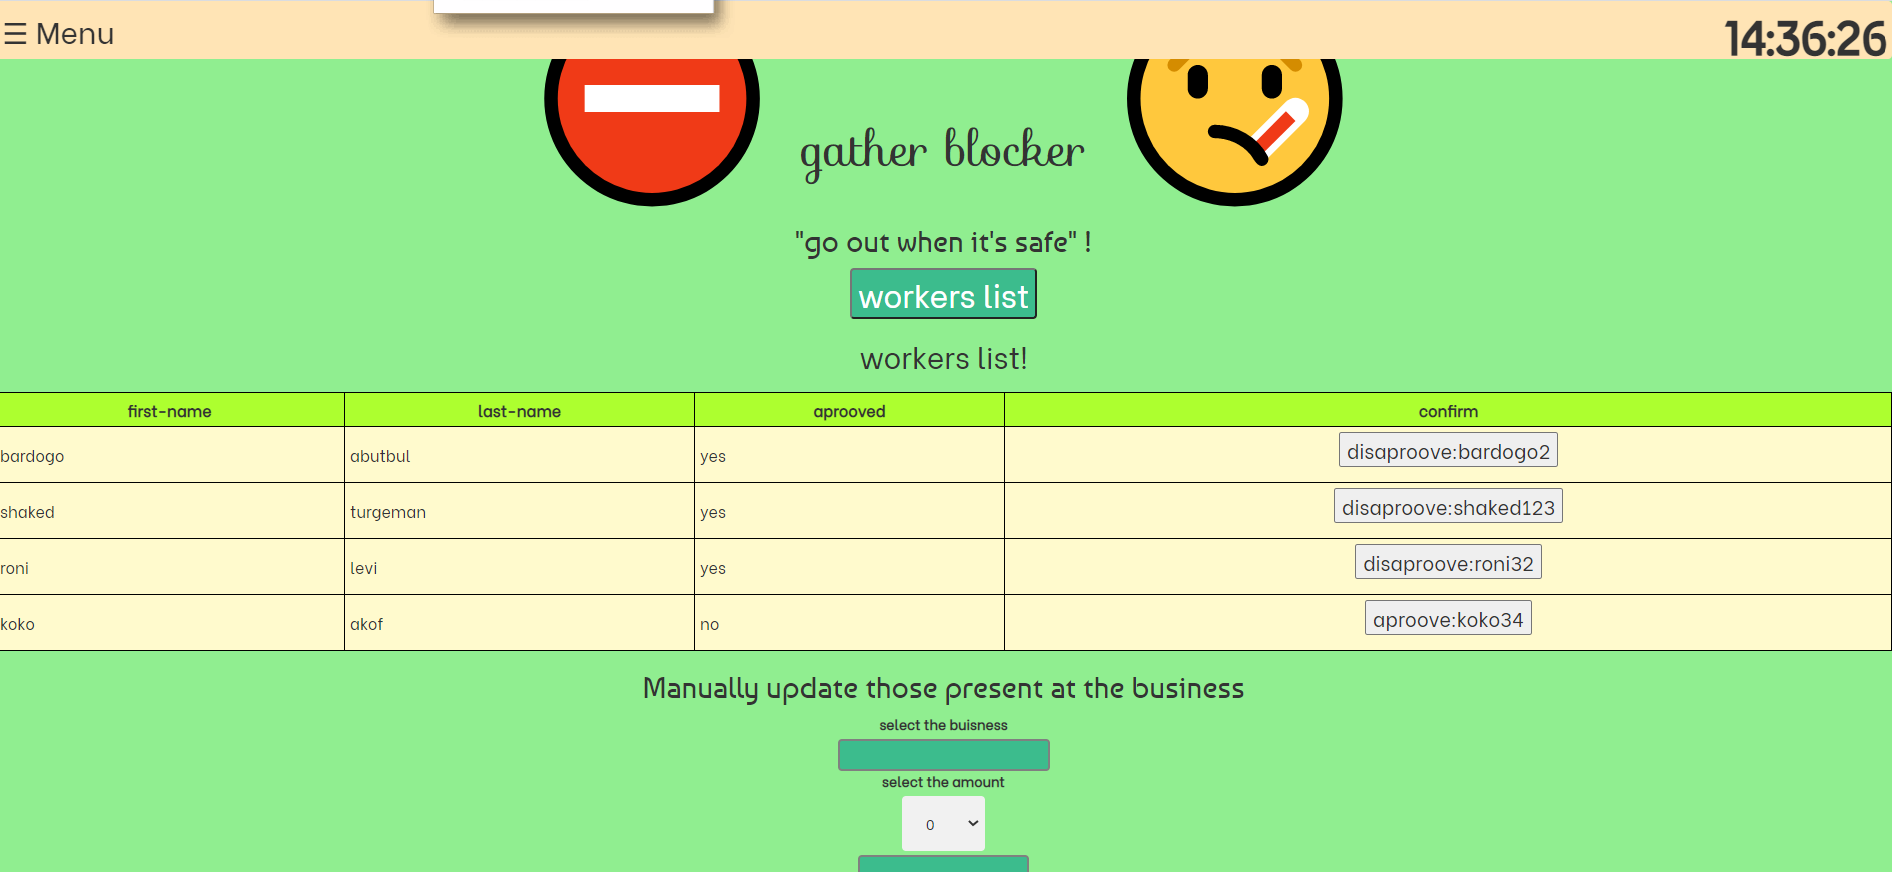 ☰ Menu
14:36:26
gather blocker
"go out when it's safe" !
workers list
workers list!
first-name last-name aprooved confirm
bardogo abutbul yes disaproove:bardogo2
shaked turgeman yes disaproove:shaked123
roni levi yes disaproove:roni32
koko akof no aproove:koko34
Manually update those present at the business
select the buisness
select the amount
0